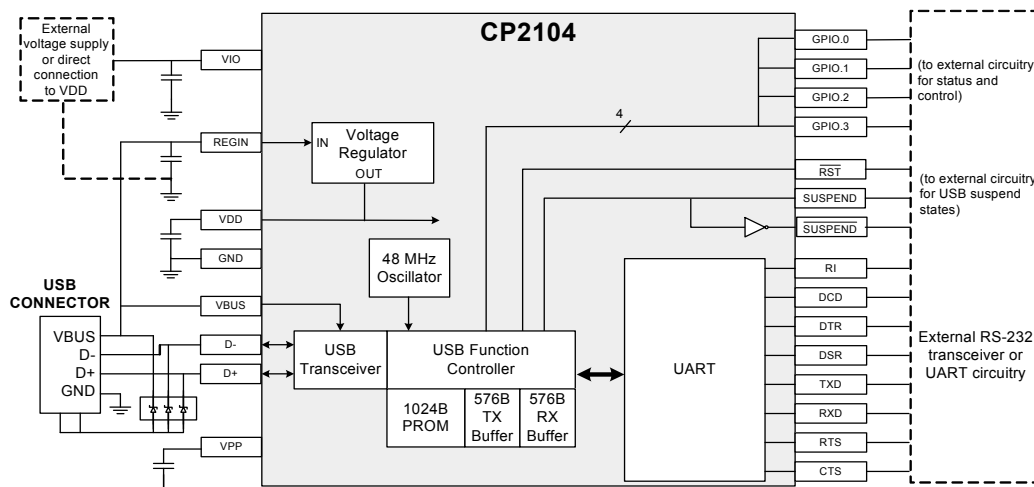 CP2104
External
voltage supply
or direct
connection
to VDD
VIO
REGIN
VDD
GND
USB
CONNECTOR
VBUS
D-
D+
GND
VBUS
D-
D+
VPP
IN
Voltage
Regulator
OUT
48 MHz
Oscillator
USB
Transceiver
USB Function
Controller
1024B
PROM
576B
TX
Buffer
576B
RX
Buffer
4
UART
GPIO.0
GPIO.1
GPIO.2
GPIO.3
RST
SUSPEND
SUSPEND
RI
DCD
DTR
DSR
TXD
RXD
RTS
CTS
(to external circuitry
for status and
control)
(to external circuitry
for USB suspend
states)
External RS-232
transceiver or
UART circuitry